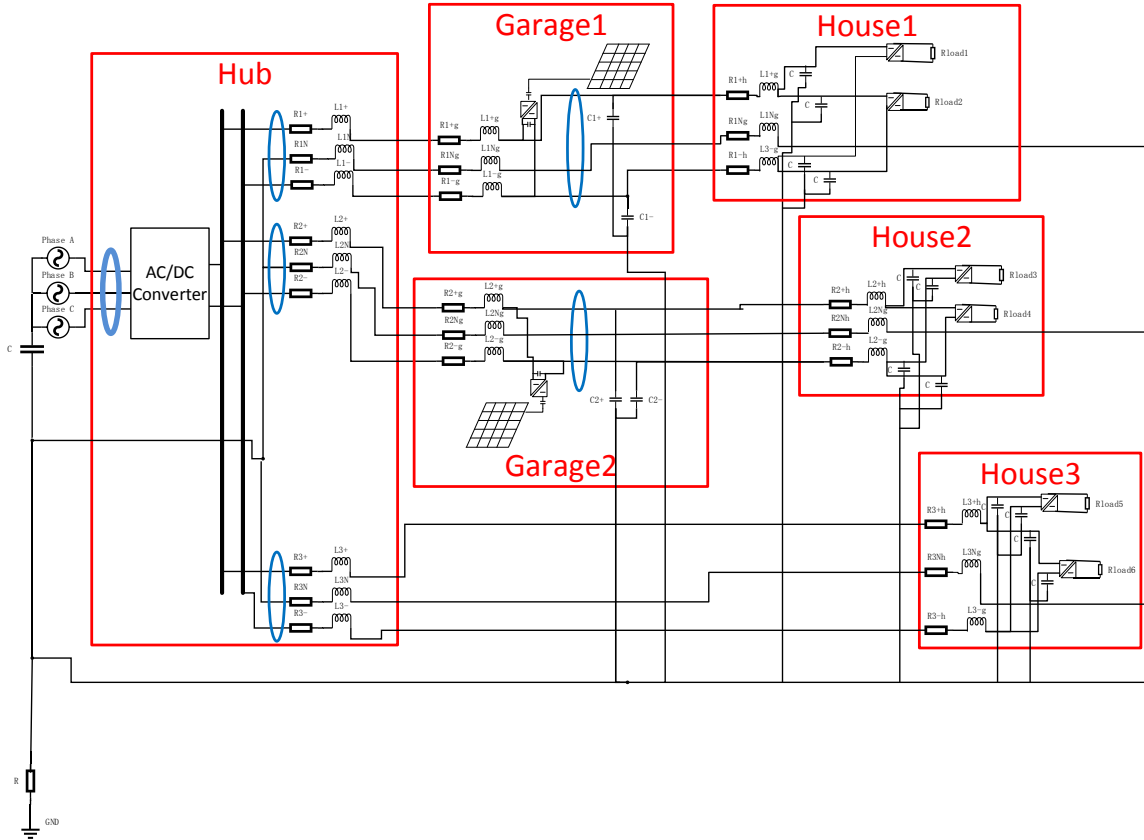 Hub
Garage1
House1
R1+
L1+
R1N
L1N
R1-
L1-
R1+g
L1+g
R1Ng
L1Ng
R1-g
L1-g
C1+
C1-
R1+h
L1+g
R1Ng
L1Ng
R1-h
L3-g
C
C
C
C
Rload1
Rload2
Phase A
Phase B
Phase C
C
AC/DC
Converter
R2+
L2+
R2N
L2N
R2-
L2-
R2+g
L2+g
R2Ng
L2Ng
R2-g
L2-g
C2+
C2-
Garage2
House2
R2+h
L2+h
R2Nh
L2Ng
R2-h
L2-g
C
C
C
C
Rload3
Rload4
House3
R3+
L3+
R3N
L3N
R3-
L3-
R3+h
L3+h
R3Nh
L3Ng
R3-h
L3-g
C
C
C
C
Rload5
Rload6
R
GND